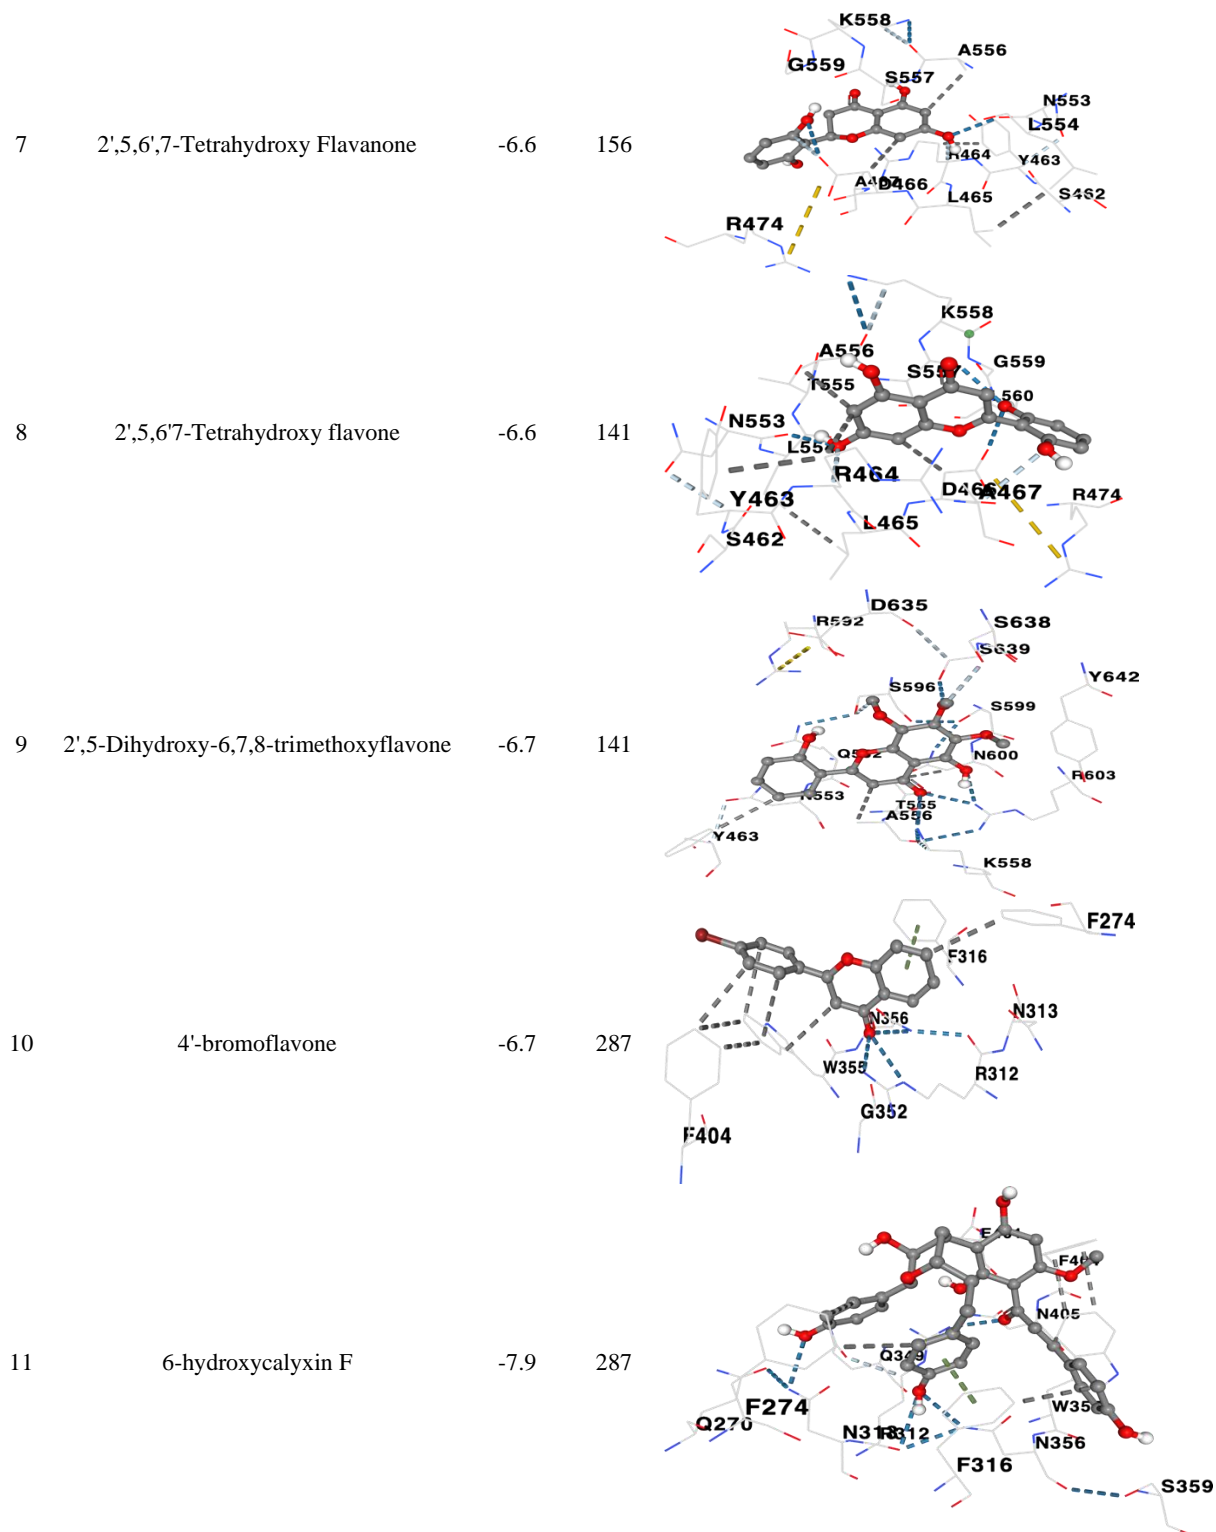 7 2',5,6',7-Tetrahydroxy Flavanone -6.6 156
K558
A556
G559
S557
N553
L554
Y463
D466
L465
S462
R474
8 2',5,6'7-Tetrahydroxy flavone -6.6 141
K558
A556
G559
S557
T555
560
N553
R464
Y463
A467
R474
L465
S462
9 2',5-Dihydroxy-6,7,8-trimethoxyflavone -6.7 141
D635
R592
S638
S639
Y642
S596
S599
N600
R603
N553
A556
Y463
K558
10 4'-bromoflavone -6.7 287
F274
F316
N313
N356
W355
R312
G352
F404
11 6-hydroxycalyxin F -7.9 287
N405
Q349
F274
Q270
N313
R312
N356
F316
S359